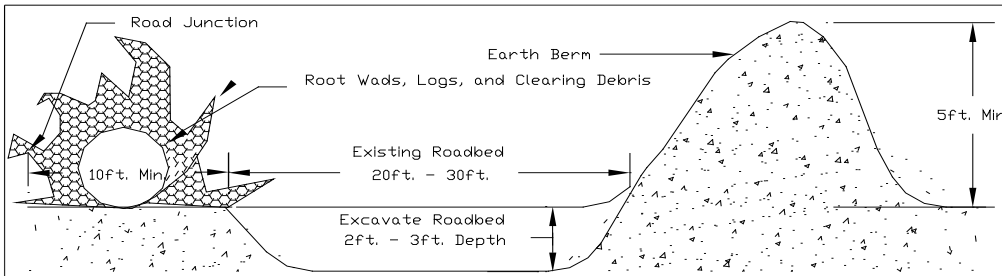 Road Junction
Earth Berm
Root Wads, Logs, and Clearing Debris
5ft. Min
Existing Roadbed
10ft. Min.
20ft. - 30ft.
Excavate Roadbed
2ft. - 3ft. Depth